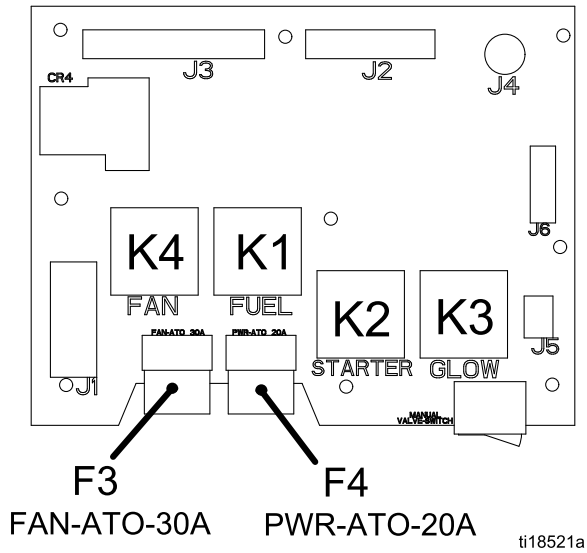 J3
J2
J4
CR4
J6
K4
K1
FAN
FUEL
K2
K3
J5
FAN-ATO 30A
PWR-ATO 20A
STARTER
GLOW
J1
MANUAL
VALVE-SWITCH
F3
FAN-ATO-30A
F4
PWR-ATO-20A
ti18521a